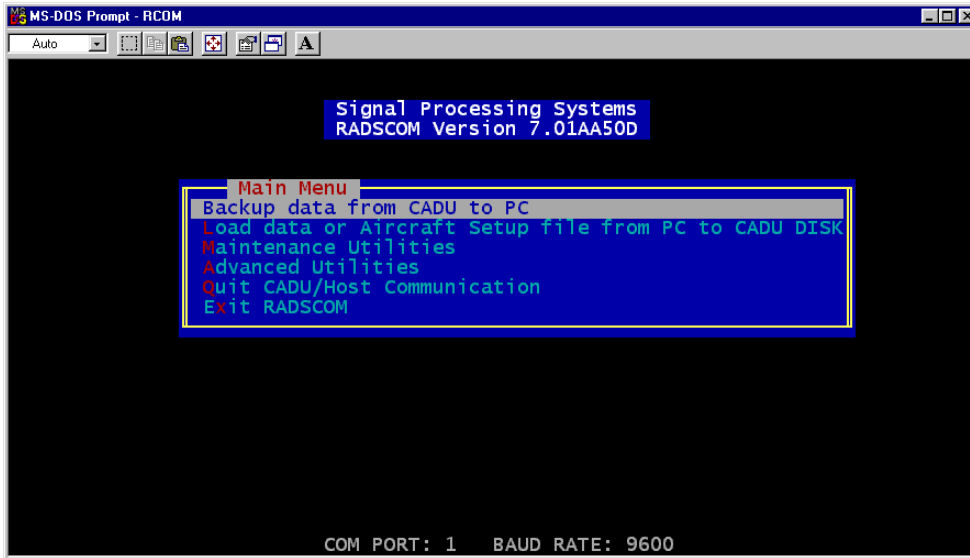 MS-DOS Prompt - RCOM
Auto
A
Signal Processing Systems
RADSCOM Version 7.01AA50D
Main Menu
Backup data from CADU to PC
Load data or Aircraft Setup file from PC to CADU DISK
Maintenance Utilities
Advanced Utilities
Quit CADU/Host Communication
Exit RADSCOM
COM PORT: 1 BAUD RATE: 9600